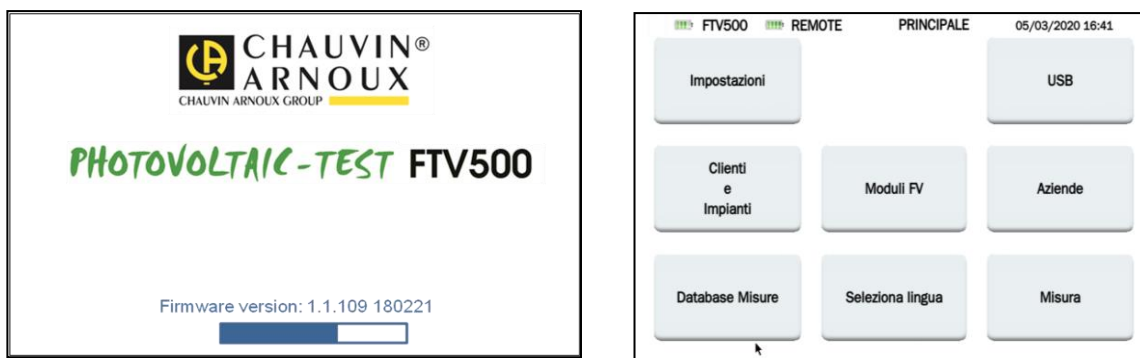 CHAUVIN®
ARNOUX
CHAUVIN ARNOUX GROUP
PHOTOVOLTAIC-TEST FTV500
Firmware version: 1.1.109 180221
FTV500 REMOTE PRINCIPALE 05/03/2020 16:41
Impostazioni
USB
Clienti
e
Impianti
Moduli FV
Aziende
Database Misure
Seleziona lingua
Misura